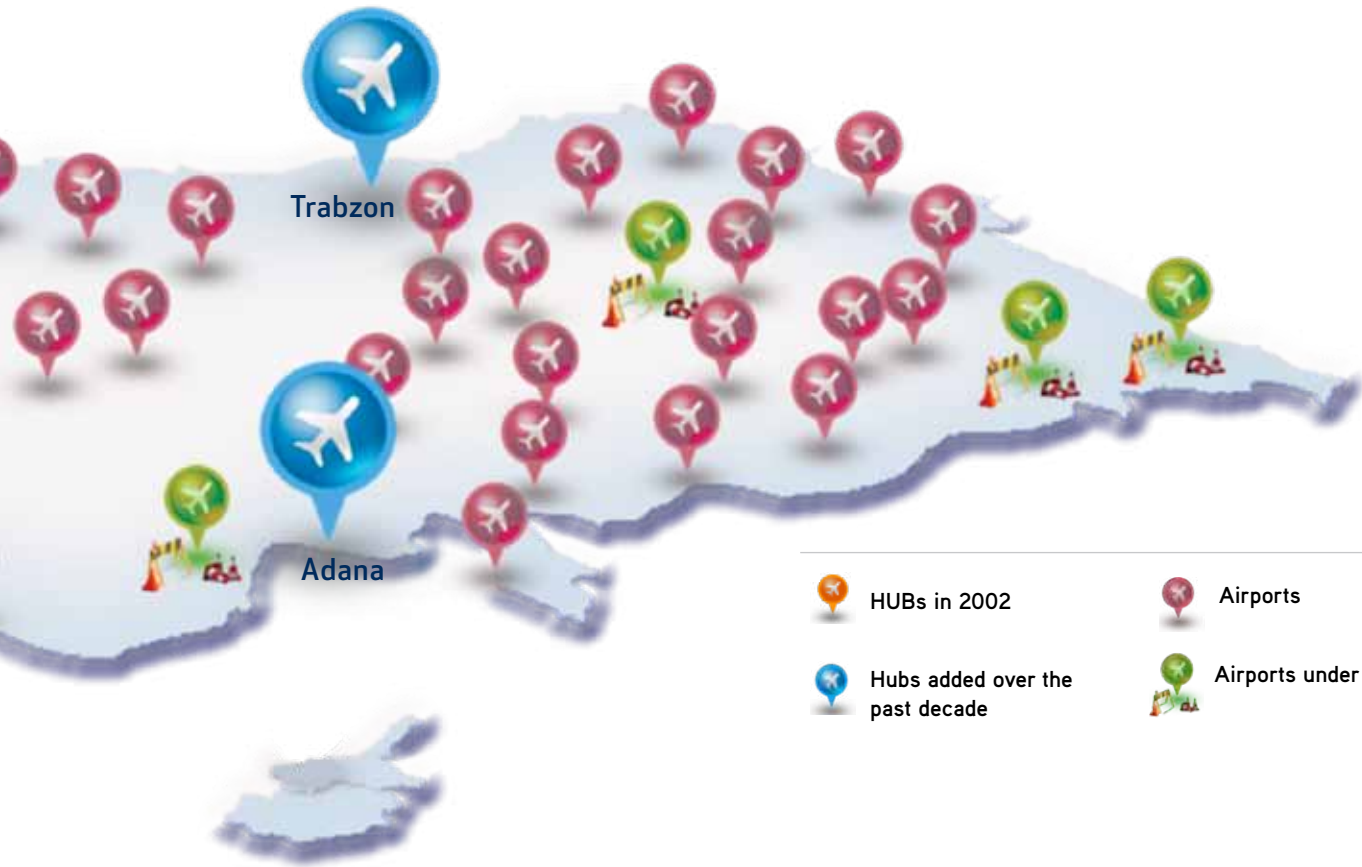 Trabzon
Adana
HUBs in 2002
Airports
Hubs added over the
past decade
Airports under